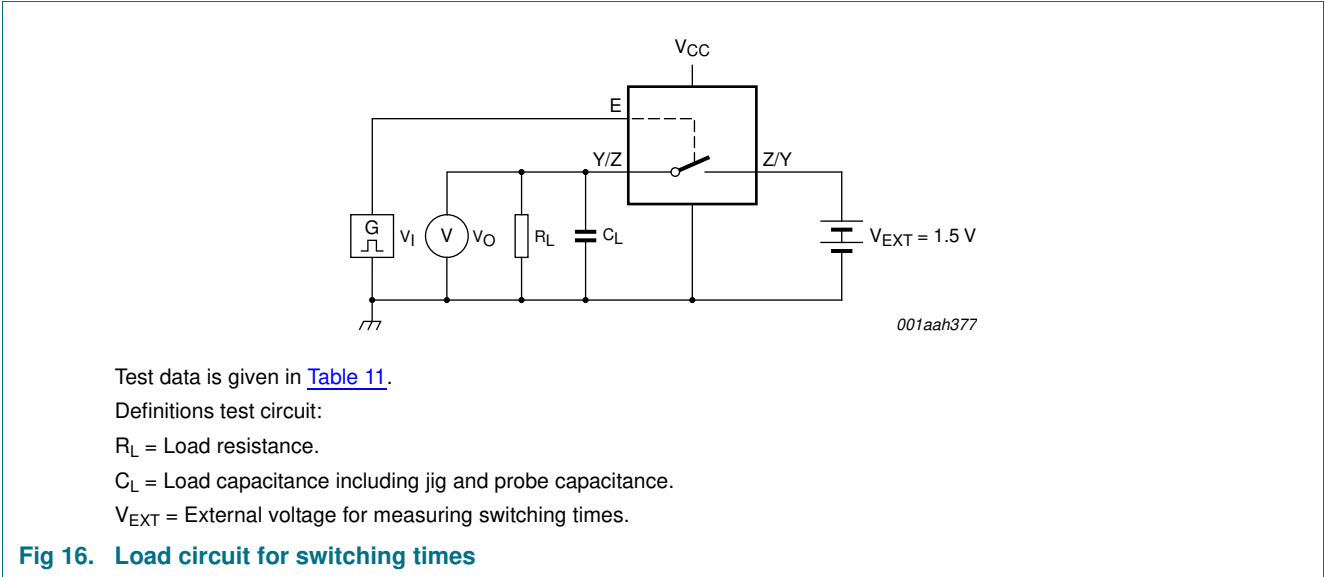 VCC
E
Y/Z
Z/Y
G
VI
V
VO
RL
CL
VEXT = 1.5 V
001aah377
Test data is given in Table 11.
Definitions test circuit:
RL = Load resistance.
CL = Load capacitance including jig and probe capacitance.
VEXT = External voltage for measuring switching times.
Fig 16. Load circuit for switching times